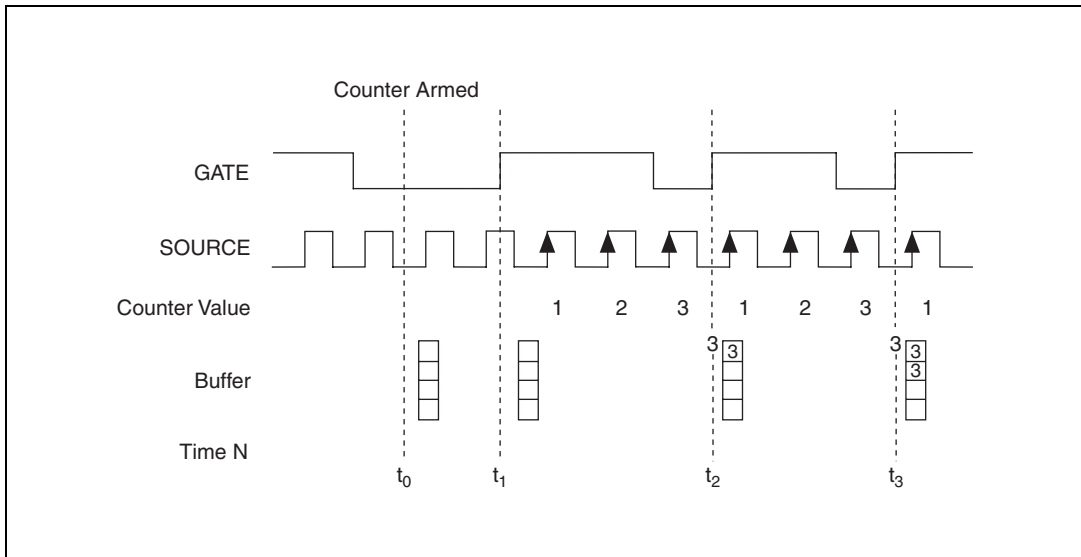 Counter Armed
GATE
SOURCE
Counter Value 1 2 3 1 2 3 1
3 3 3 3
Buffer 3
Time N
t0 t1 t2 t3